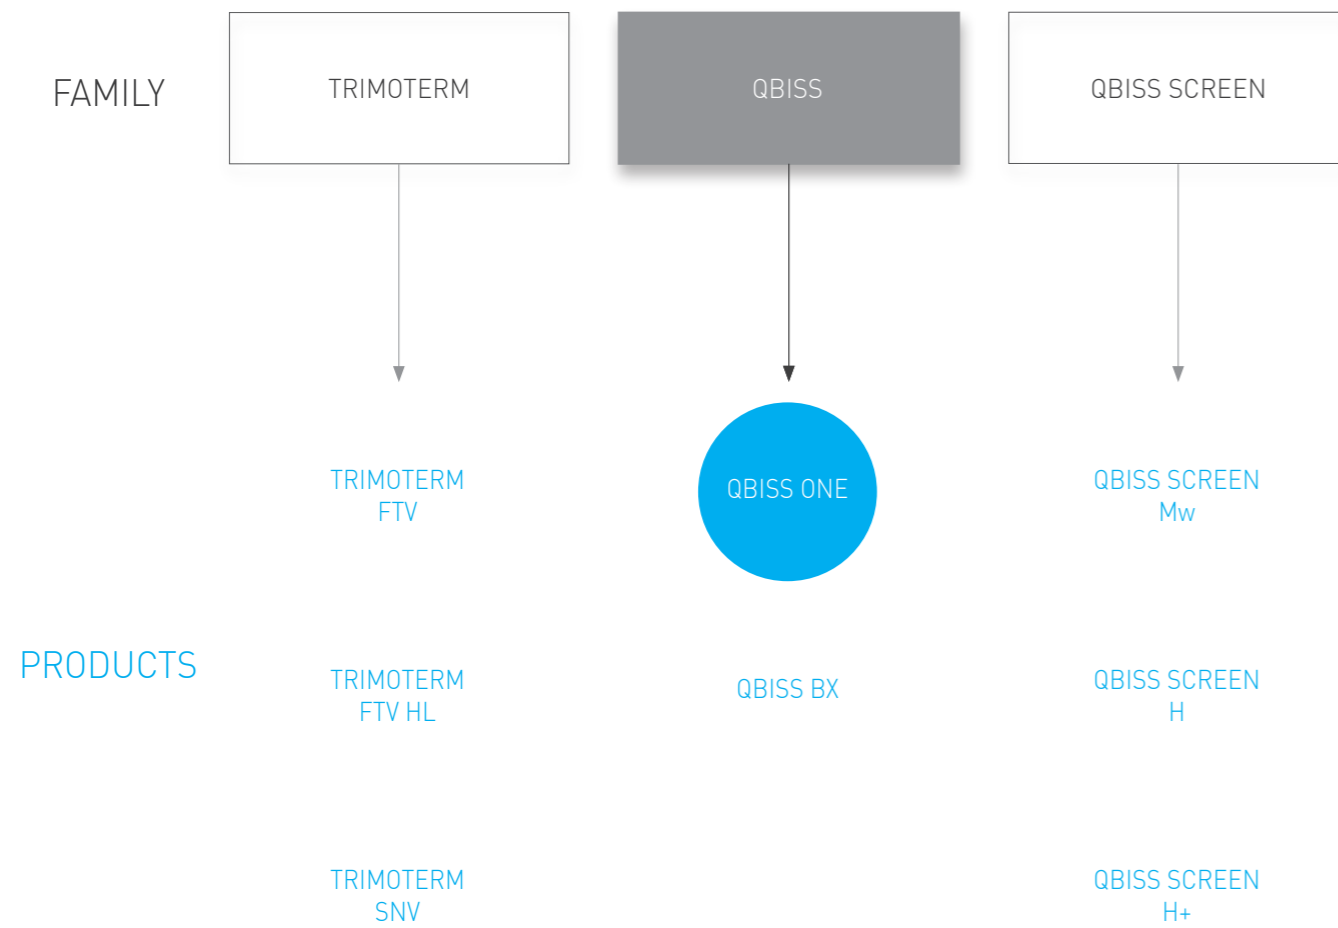 FAMILY
TRIMOTERM
QBISS
QBISS SCREEN
PRODUCTS
TRIMOTERM
FTV
QBISS ONE
QBISS SCREEN
Mw
TRIMOTERM
FTV HL
QBISS BX
QBISS SCREEN
H
TRIMOTERM
SNV
QBISS SCREEN
H+